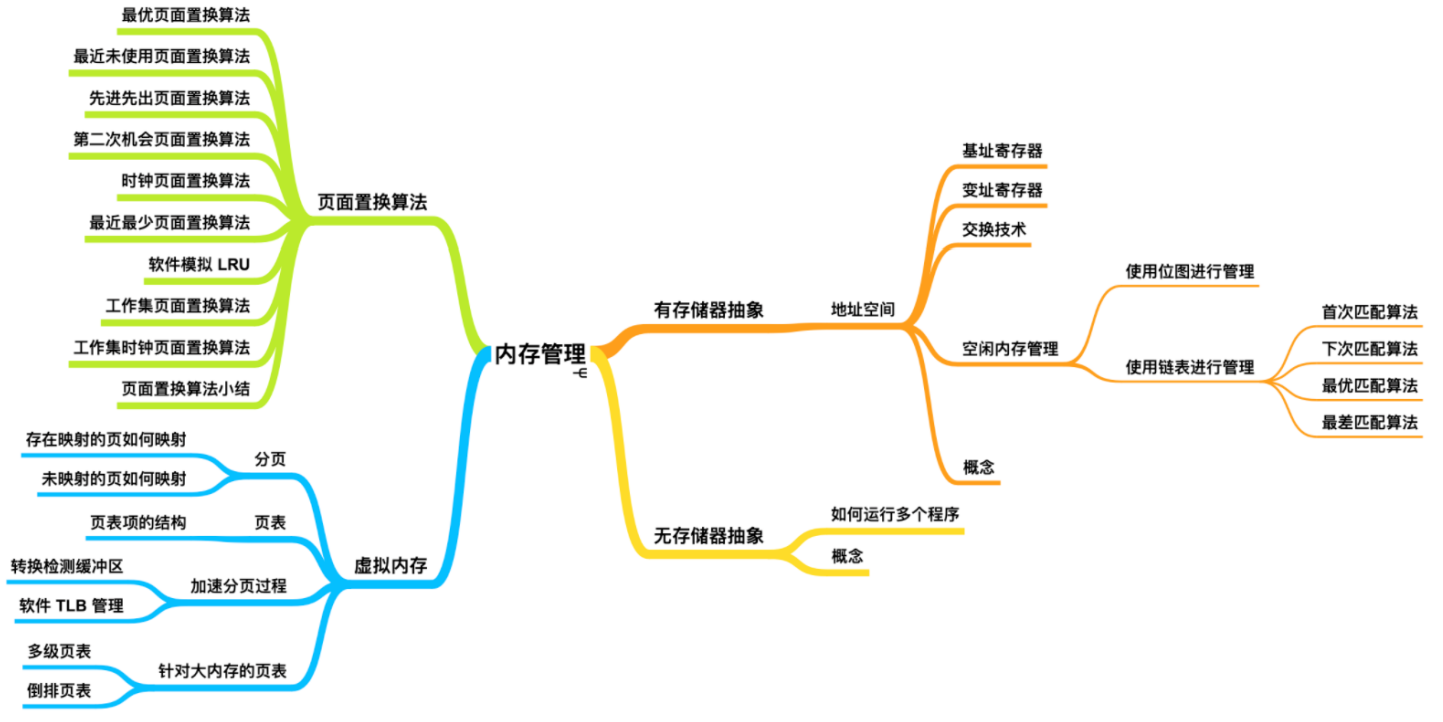 内存管理
页面置换算法
最优页面置换算法
最近未使用页面置换算法
先进先出页面置换算法
第二次机会页面置换算法
时钟页面置换算法
最近最少页面置换算法
软件模拟 LRU
工作集页面置换算法
工作集时钟页面置换算法
页面置换算法小结
虚拟内存
分页
存在映射的页如何映射
未映射的页如何映射
页表
页表项的结构
加速分页过程
转换检测缓冲区
软件 TLB 管理
针对大内存的页表
多级页表
倒排页表
有存储器抽象
地址空间
基址寄存器
变址寄存器
交换技术
空闲内存管理
使用位图进行管理
使用链表进行管理
首次匹配算法
下次匹配算法
最优匹配算法
最差匹配算法
概念
无存储器抽象
如何运行多个程序
概念